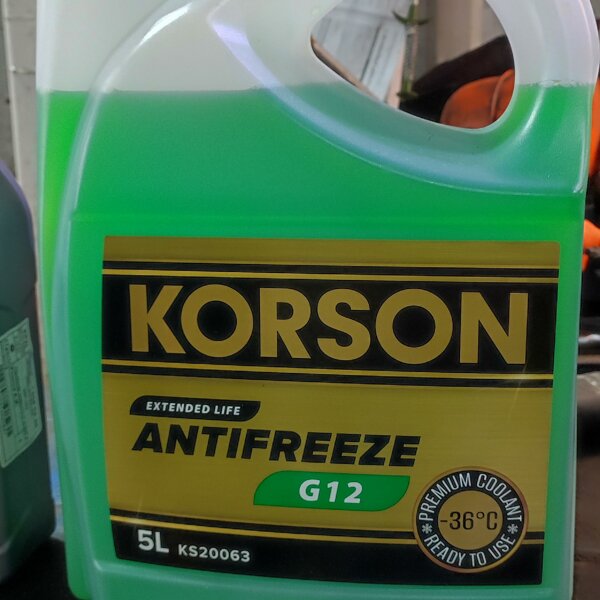 KORSON
EXTENDED LIFE
ANTIFREEZE
G12
PREMIUM COOLANT
-36°C
READY TO USE
5L KS20063